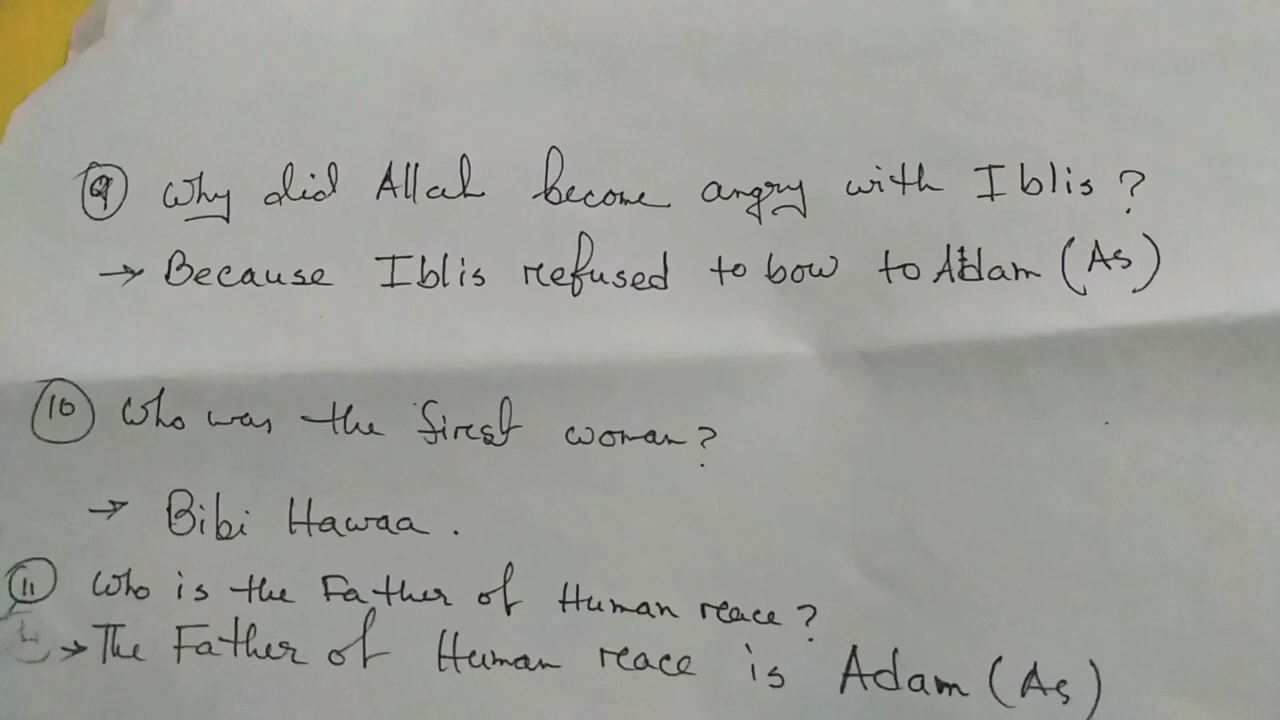 9 Why did Allah become angry with Iblis?
→ Because Iblis refused to bow to Adam (As)
10 Who was the first woman?
→ Bibi Hawaa.
11 Who is the Father of Human race?
→ The Father of Human race is Adam (As)